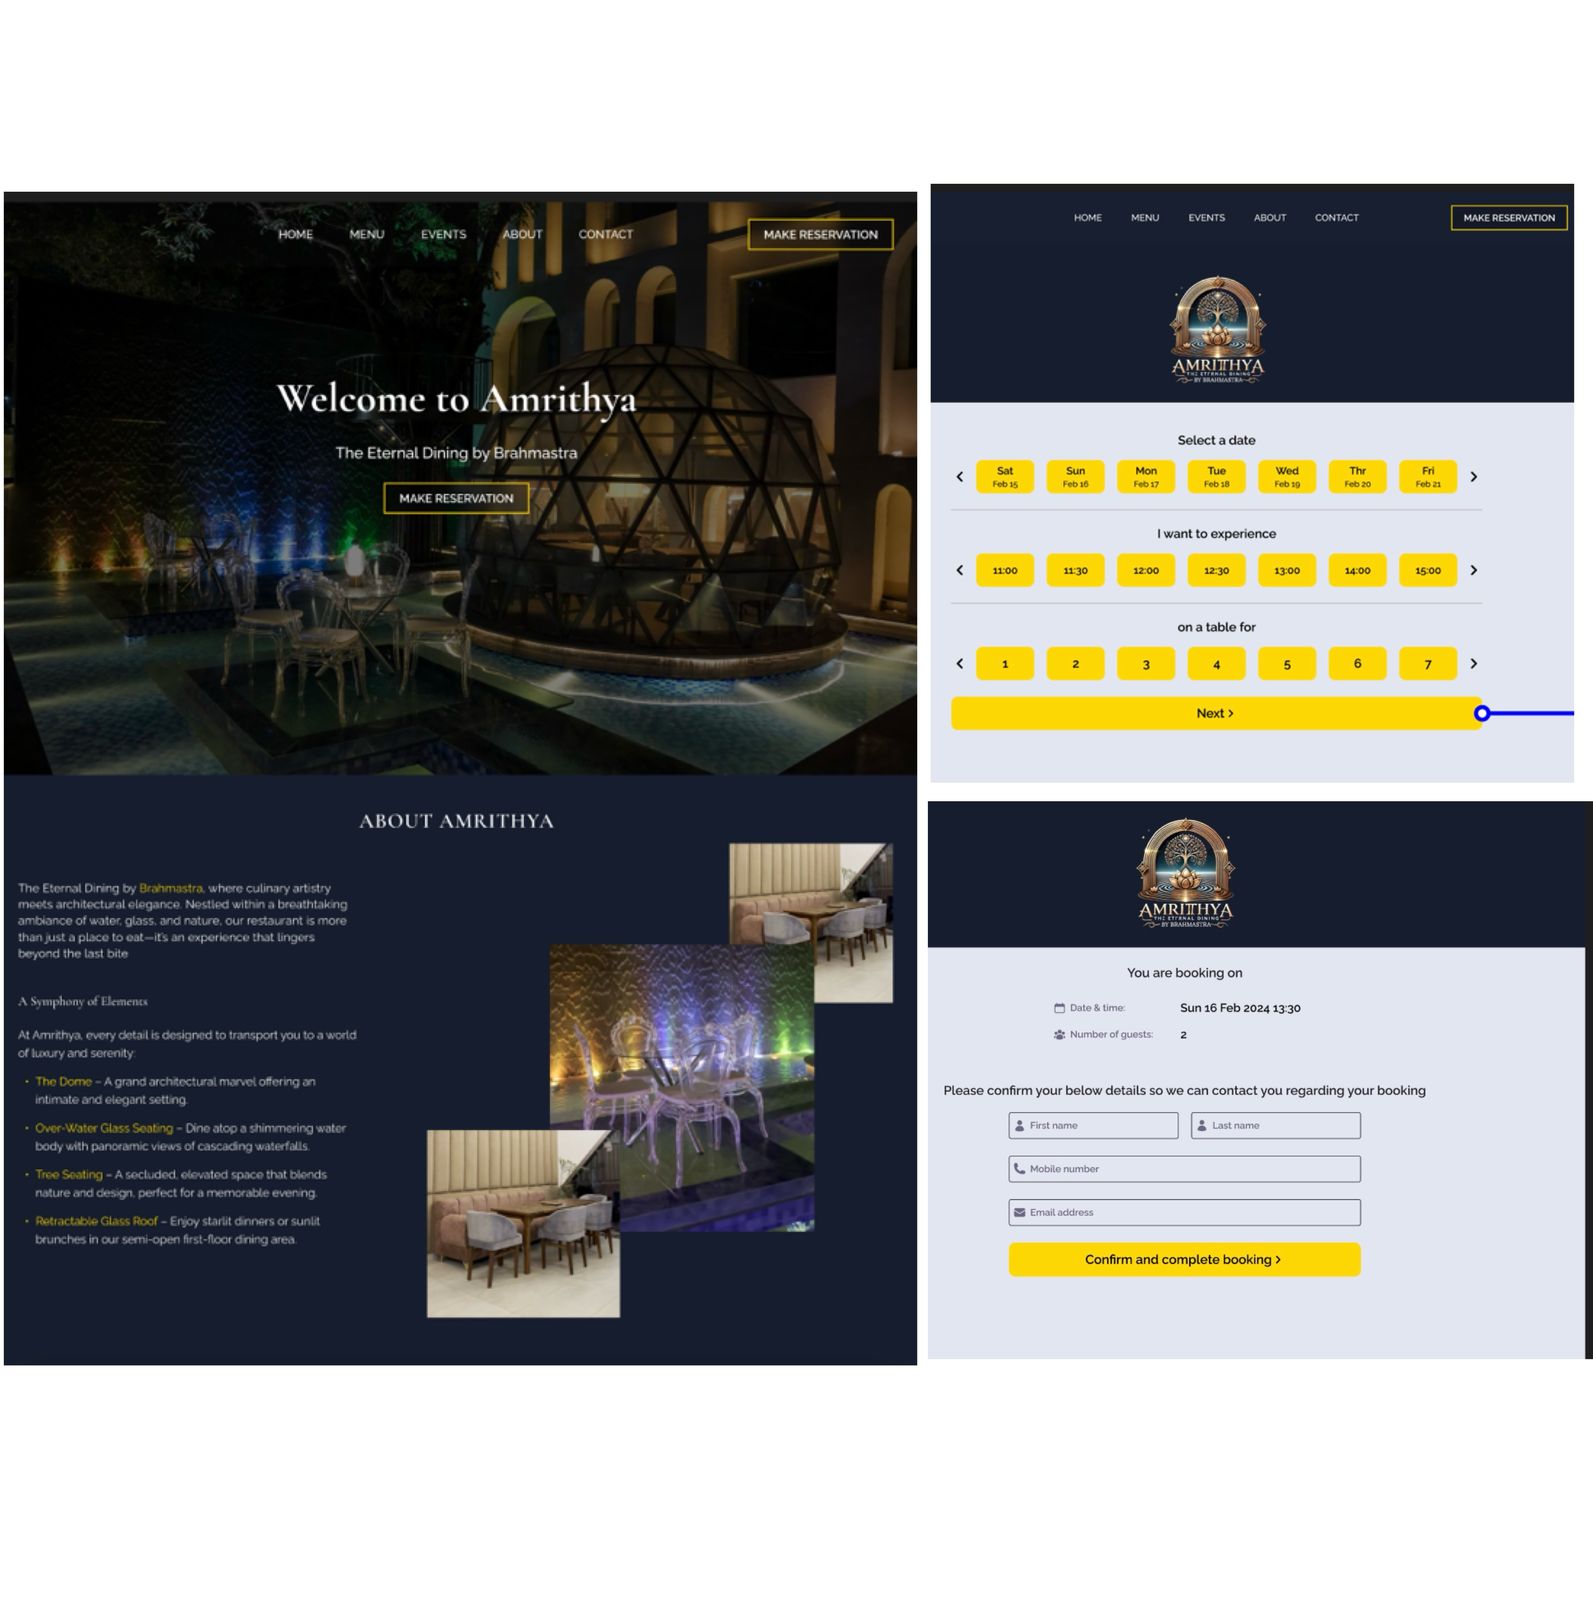 HOME MENU EVENTS ABOUT CONTACT MAKE RESERVATION
Welcome to Amrithya
The Eternal Dining by Brahmastra
MAKE RESERVATION
ABOUT AMRITHYA
The Eternal Dining by Brahmastra, where culinary artistry
meets architectural elegance. Nestled within a breathtaking
ambiance of water, glass, and nature, our restaurant is more
than just a place to eat—it's an experience that lingers
beyond the last bite
A Symphony of Elements
At Amrithya, every detail is designed to transport you to a world
of luxury and serenity:
• The Dome – A grand architectural marvel offering an
intimate and elegant setting.
• Over-Water Glass Seating – Dine atop a shimmering water
body with panoramic views of cascading waterfalls.
• Tree Seating – A secluded, elevated space that blends
nature and design, perfect for a memorable evening.
• Retractable Glass Roof – Enjoy starlit dinners or sunlit
brunches in our semi-open first-floor dining area.
HOME MENU EVENTS ABOUT CONTACT MAKE RESERVATION
AMRITHYA
THE ETERNAL DINING
BY BRAHMASTRA
Select a date
Sat Sun Mon Tue Wed Thr Fri
Feb 15 Feb 16 Feb 17 Feb 18 Feb 19 Feb 20 Feb 21
I want to experience
11:00 11:30 12:00 12:30 13:00 14:00 15:00
on a table for
1 2 3 4 5 6 7
Next >
AMRITHYA
THE ETERNAL DINING
BY BRAHMASTRA
You are booking on
Date & time: Sun 16 Feb 2024 13:30
Number of guests: 2
Please confirm your below details so we can contact you regarding your booking
First name Last name
Mobile number
Email address
Confirm and complete booking >